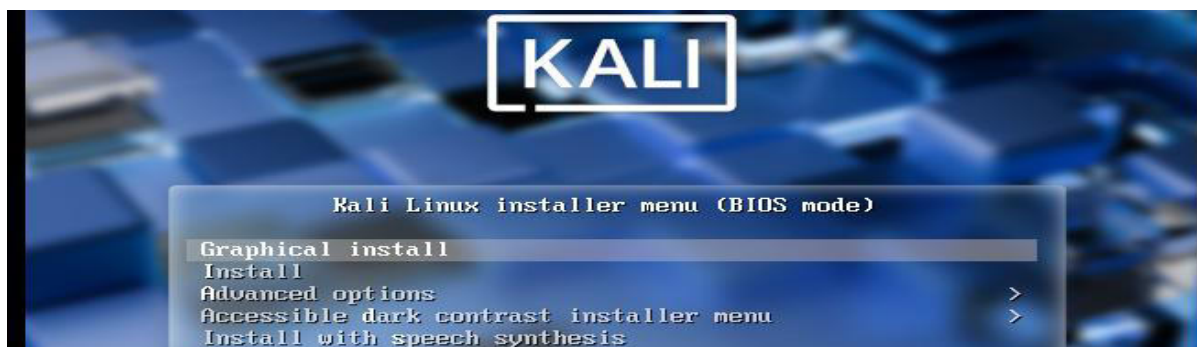 KALI
Kali Linux installer menu (BIOS mode)
Graphical install
Install
Advanced options >
Accessible dark contrast installer menu >
Install with speech synthesis